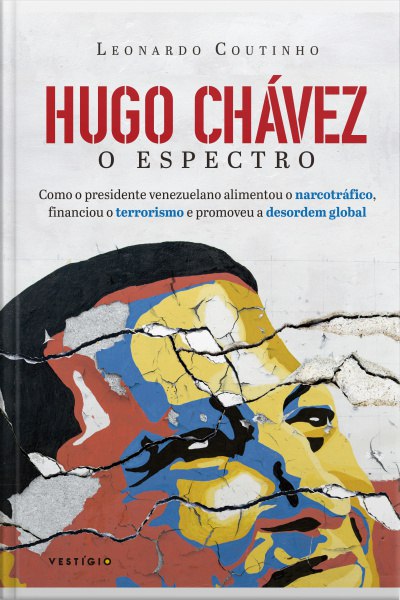 LEONARDO COUTINHO
HUGO CHÁVEZ
O ESPECTRO
Como o presidente venezuelano alimentou o narcotráfico,
financiou o terrorismo e promoveu a desordem global
VESTÍGIO